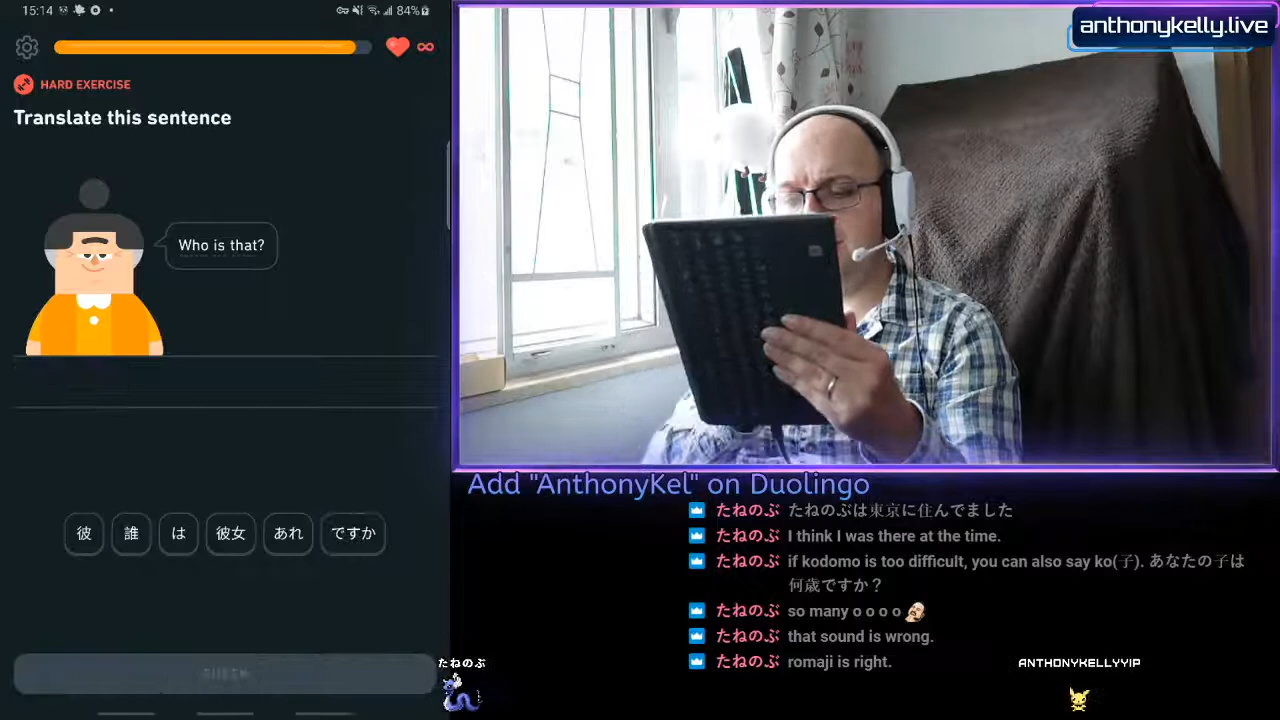 15:14
84%
anthonykelly.live
HARD EXERCISE
Translate this sentence
Who is that?
彼 誰 は 彼女 あれ ですか
CHECK
Add "AnthonyKel" on Duolingo
たねのぶ たねのぶは東京に住んでました
たねのぶ I think I was there at the time.
たねのぶ if kodomo is too difficult, you can also say ko(子). あなたの子は
何歳ですか？
たねのぶ so many o o o o
たねのぶ that sound is wrong.
たねのぶ romaji is right.
たねのぶ
ANTHONYKELLYYIP